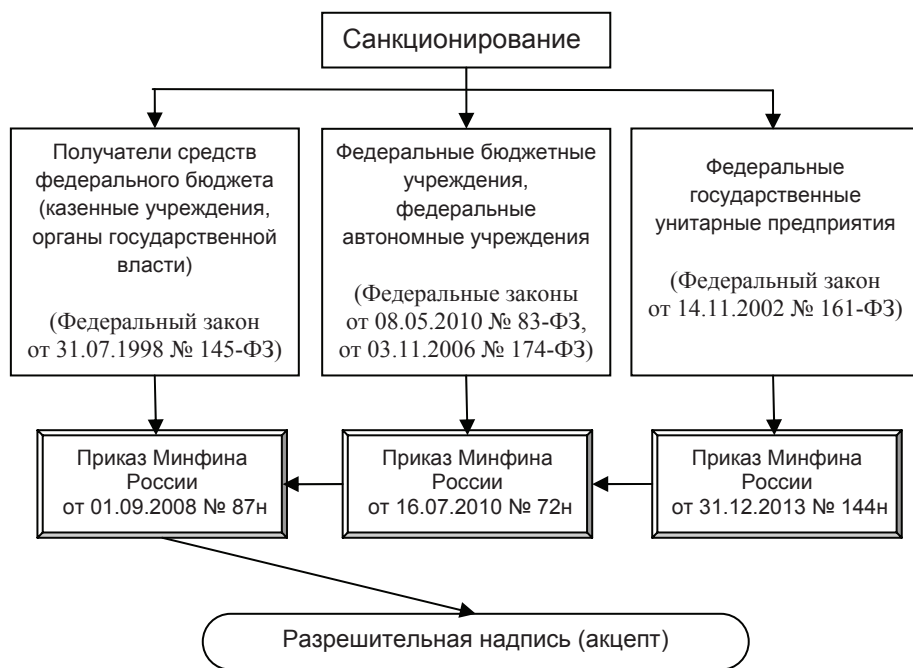 Санкционирование
Получатели средств
федерального бюджета
(казенные учреждения,
органы государственной
власти)
(Федеральный закон
от 31.07.1998 № 145-ФЗ)
Федеральные бюджетные
учреждения,
федеральные
автономные учреждения
(Федеральные законы
от 08.05.2010 № 83-ФЗ,
от 03.11.2006 № 174-ФЗ)
Федеральные
государственные
унитарные предприятия
(Федеральный закон
от 14.11.2002 № 161-ФЗ)
Приказ Минфина
России
от 01.09.2008 № 87н
Приказ Минфина
России
от 16.07.2010 № 72н
Приказ Минфина
России
от 31.12.2013 № 144н
Разрешительная надпись (акцепт)